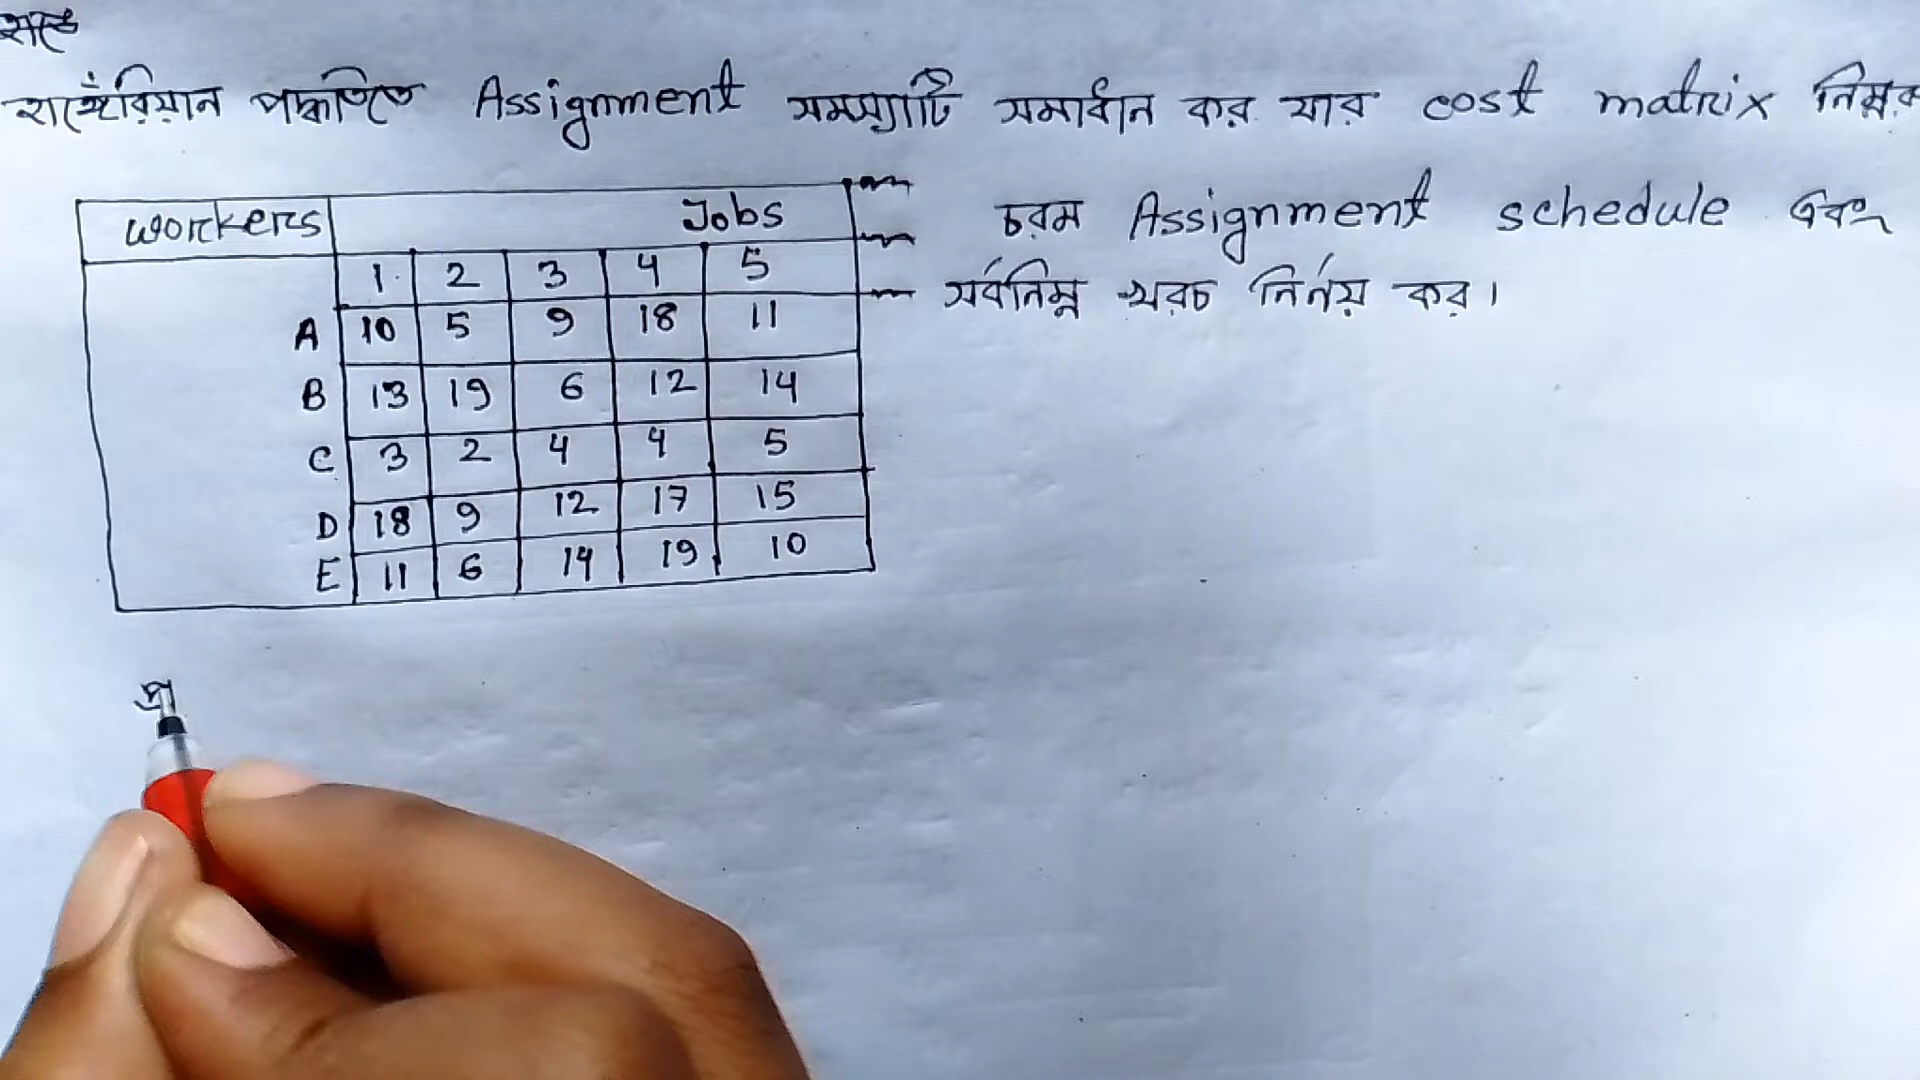 হাঙ্গেঁরিয়ান পদ্ধতিতে Assignment সমস্যাটি সমাধান কর যার cost matrix
workers Jobs
চরম Assignment schedule এবং
1. 2 3 4 5
সর্বনিম্ন খরচ নির্নয় কর।
A 10 5 9 18 11
B 13 19 6 12 14
C 3 2 4 4 5
D 18 9 12 17 15
E 11 6 14 19 10